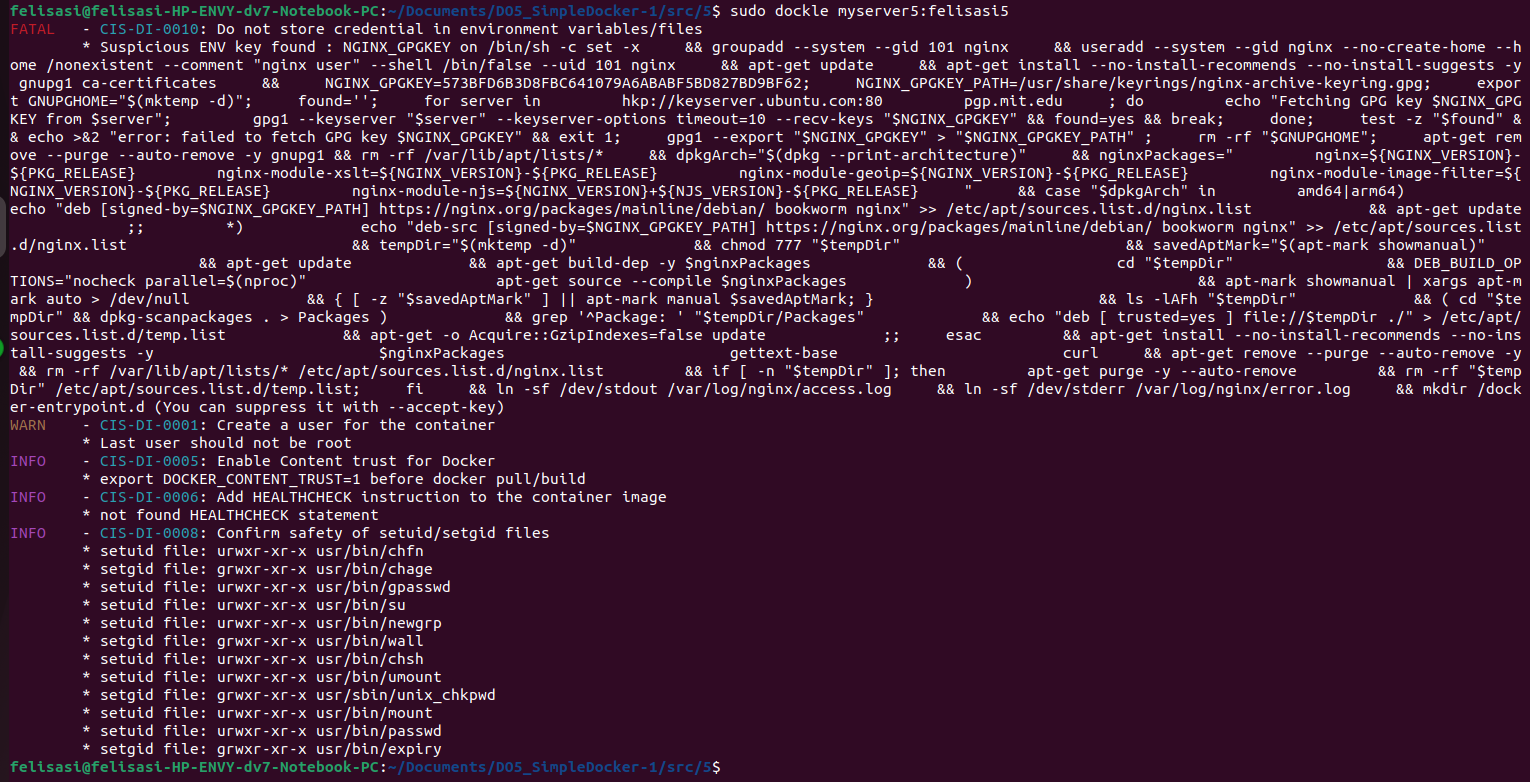 felisasi@felisasi-HP-ENVY-dv7-Notebook-PC:~/Documents/DO5_SimpleDocker-1/src/5$ sudo dockle myserver5:felisasi5
FATAL   - CIS-DI-0010: Do not store credential in environment variables/files
        * Suspicious ENV key found : NGINX_GPGKEY on /bin/sh -c set -x     && groupadd --system --gid 101 nginx     && useradd --system --gid nginx --no-create-home --h
ome /nonexistent --comment "nginx user" --shell /bin/false --uid 101 nginx     && apt-get update     && apt-get install --no-install-recommends --no-install-suggests -y
 gnupg1 ca-certificates     &&     NGINX_GPGKEY=573BFD6B3D8FBC641079A6ABABF5BD827BD9BF62;     NGINX_GPGKEY_PATH=/usr/share/keyrings/nginx-archive-keyring.gpg;     expor
t GNUPGHOME="$(mktemp -d)";     found='';     for server in         hkp://keyserver.ubuntu.com:80         pgp.mit.edu     ; do         echo "Fetching GPG key $NGINX_GPG
KEY from $server";         gpg1 --keyserver "$server" --keyserver-options timeout=10 --recv-keys "$NGINX_GPGKEY" && found=yes && break;     done;     test -z "$found" &
& echo >&2 "error: failed to fetch GPG key $NGINX_GPGKEY" && exit 1;     gpg1 --export "$NGINX_GPGKEY" > "$NGINX_GPGKEY_PATH" ;     rm -rf "$GNUPGHOME";     apt-get rem
ove --purge --auto-remove -y gnupg1 && rm -rf /var/lib/apt/lists/*     && dpkgArch="$(dpkg --print-architecture)"     && nginxPackages="         nginx=${NGINX_VERSION}-
${PKG_RELEASE}         nginx-module-xslt=${NGINX_VERSION}-${PKG_RELEASE}         nginx-module-geoip=${NGINX_VERSION}-${PKG_RELEASE}         nginx-module-image-filter=${
NGINX_VERSION}-${PKG_RELEASE}         nginx-module-njs=${NGINX_VERSION}+${NJS_VERSION}-${PKG_RELEASE}     "     && case "$dpkgArch" in         amd64|arm64)
echo "deb [signed-by=$NGINX_GPGKEY_PATH] https://nginx.org/packages/mainline/debian/ bookworm nginx" >> /etc/apt/sources.list.d/nginx.list             && apt-get update
             ;;         *)             echo "deb-src [signed-by=$NGINX_GPGKEY_PATH] https://nginx.org/packages/mainline/debian/ bookworm nginx" >> /etc/apt/sources.list
.d/nginx.list                         && tempDir="$(mktemp -d)"             && chmod 777 "$tempDir"                         && savedAptMark="$(apt-mark showmanual)"
                     && apt-get update             && apt-get build-dep -y $nginxPackages             && (                 cd "$tempDir"                 && DEB_BUILD_OP
TIONS="nocheck parallel=$(nproc)"                     apt-get source --compile $nginxPackages             )                         && apt-mark showmanual | xargs apt-m
ark auto > /dev/null             && { [ -z "$savedAptMark" ] || apt-mark manual $savedAptMark; }                         && ls -lAFh "$tempDir"             && ( cd "$te
mpDir" && dpkg-scanpackages . > Packages )             && grep '^Package: ' "$tempDir/Packages"             && echo "deb [ trusted=yes ] file://$tempDir ./" > /etc/apt/
sources.list.d/temp.list             && apt-get -o Acquire::GzipIndexes=false update             ;;     esac         && apt-get install --no-install-recommends --no-ins
tall-suggests -y                         $nginxPackages                         gettext-base                         curl     && apt-get remove --purge --auto-remove -y
 && rm -rf /var/lib/apt/lists/* /etc/apt/sources.list.d/nginx.list         && if [ -n "$tempDir" ]; then         apt-get purge -y --auto-remove         && rm -rf "$temp
Dir" /etc/apt/sources.list.d/temp.list;     fi     && ln -sf /dev/stdout /var/log/nginx/access.log     && ln -sf /dev/stderr /var/log/nginx/error.log     && mkdir /dock
er-entrypoint.d (You can suppress it with --accept-key)
WARN    - CIS-DI-0001: Create a user for the container
        * Last user should not be root
INFO    - CIS-DI-0005: Enable Content trust for Docker
        * export DOCKER_CONTENT_TRUST=1 before docker pull/build
INFO    - CIS-DI-0006: Add HEALTHCHECK instruction to the container image
        * not found HEALTHCHECK statement
INFO    - CIS-DI-0008: Confirm safety of setuid/setgid files
        * setuid file: urwxr-xr-x usr/bin/chfn
        * setgid file: grwxr-xr-x usr/bin/chage
        * setuid file: urwxr-xr-x usr/bin/gpasswd
        * setuid file: urwxr-xr-x usr/bin/su
        * setuid file: urwxr-xr-x usr/bin/newgrp
        * setgid file: grwxr-xr-x usr/bin/wall
        * setuid file: urwxr-xr-x usr/bin/chsh
        * setuid file: urwxr-xr-x usr/bin/umount
        * setgid file: grwxr-xr-x usr/sbin/unix_chkpwd
        * setuid file: urwxr-xr-x usr/bin/mount
        * setuid file: urwxr-xr-x usr/bin/passwd
        * setgid file: grwxr-xr-x usr/bin/expiry
felisasi@felisasi-HP-ENVY-dv7-Notebook-PC:~/Documents/DO5_SimpleDocker-1/src/5$